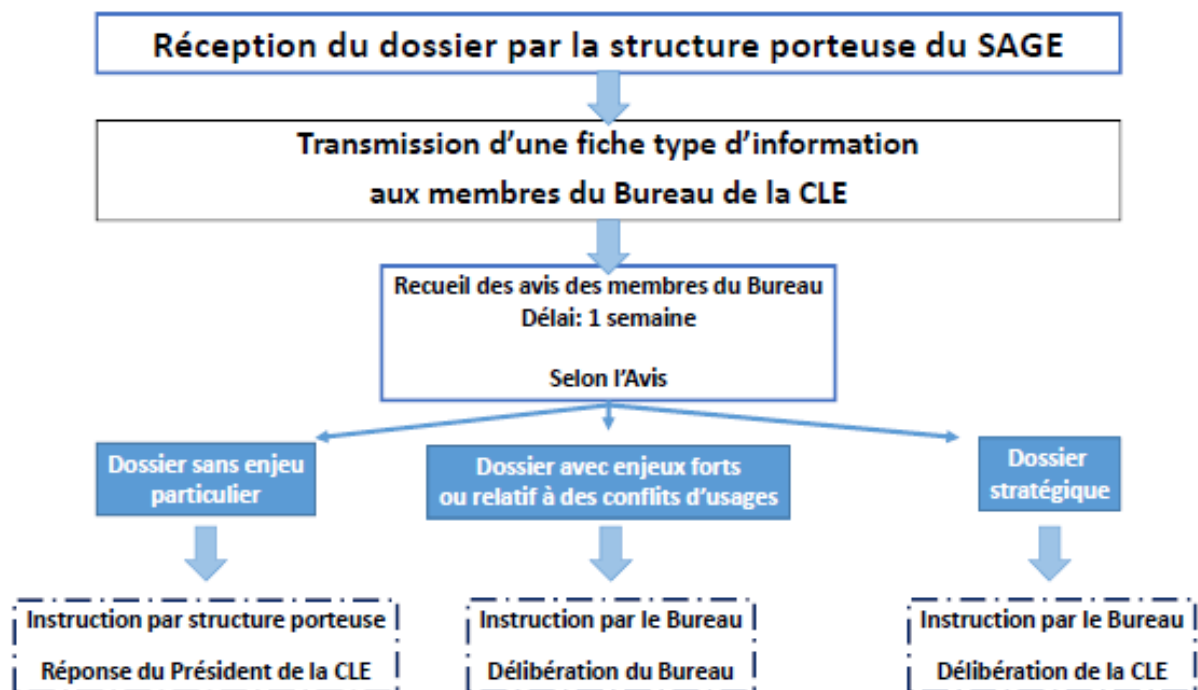 Réception du dossier par la structure porteuse du SAGE
Transmission d'une fiche type d'information
aux membres du Bureau de la CLE
Recueil des avis des membres du Bureau
Délai: 1 semaine
Selon l'Avis
Dossier sans enjeu
particulier
Dossier avec enjeux forts
ou relatif à des conflits d'usages
Dossier
stratégique
Instruction par structure porteuse
Réponse du Président de la CLE
Instruction par le Bureau
Délibération du Bureau
Instruction par le Bureau
Délibération de la CLE